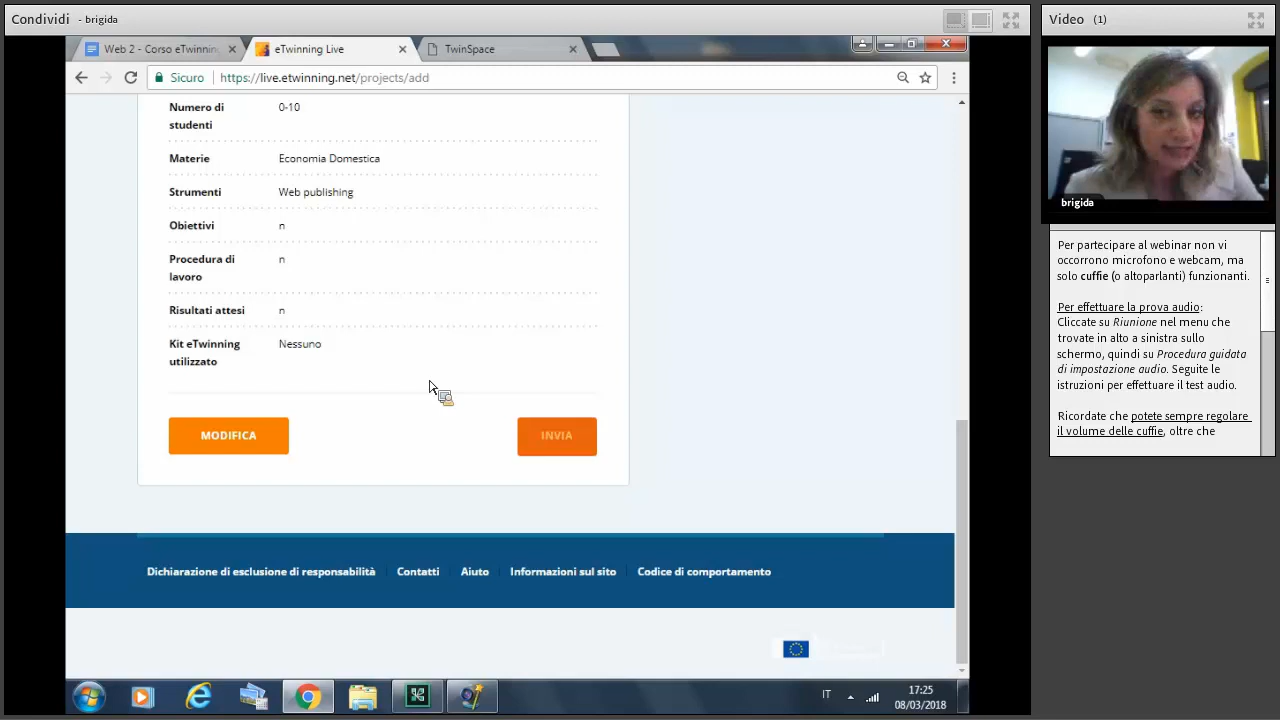 Condividi - brigida
Web 2 - Corso eTwinning
eTwinning Live
TwinSpace
Sicuro
https://live.etwinning.net/projects/add
Numero di
studenti
0-10
Materie
Economia Domestica
Strumenti
Web publishing
Obiettivi
n
Procedura di
lavoro
n
Risultati attesi
n
Kit eTwinning
utilizzato
Nessuno
MODIFICA
INVIA
Dichiarazione di esclusione di responsabilità
Contatti
Aiuto
Informazioni sul sito
Codice di comportamento
IT
17:25
08/03/2018
Video (1)
brigida
Per partecipare al webinar non vi
occorrono microfono e webcam, ma
solo cuffie (o altoparlanti) funzionanti.
Per effettuare la prova audio:
Cliccate su Riunione nel menu che
trovate in alto a sinistra sullo
schermo, quindi su Procedura guidata
di impostazione audio. Seguite le
istruzioni per effettuare il test audio.
Ricordate che potete sempre regolare
il volume delle cuffie, oltre che